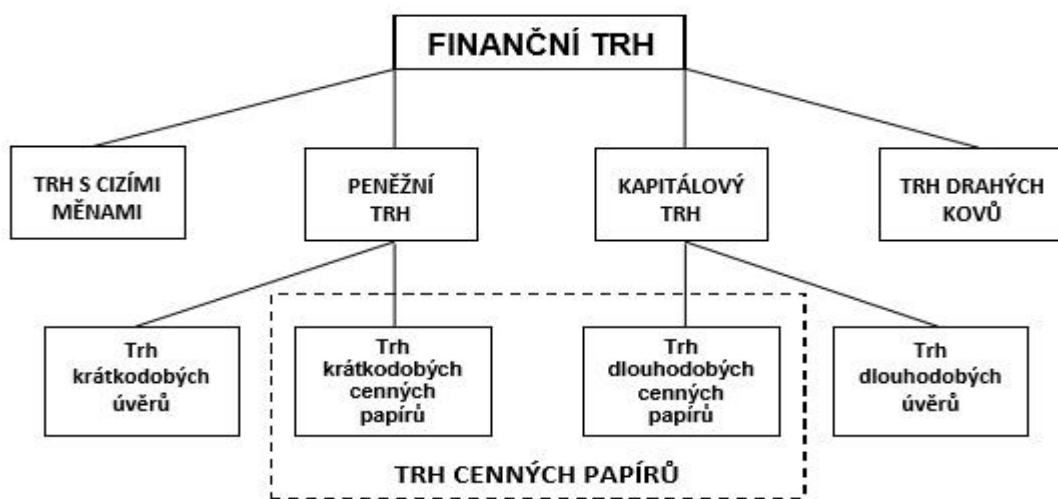 FINANČNÍ TRH
TRH S CIZÍMI
MĚNAMI
PENĚŽNÍ
TRH
KAPITÁLOVÝ
TRH
TRH DRAHÝCH
KOVŮ
Trh
krátkodobých
úvěrů
Trh
krátkodobých
cenných
papírů
Trh
dlouhodobých
cenných
papírů
Trh
dlouhodobých
úvěrů
TRH CENNÝCH PAPÍRŮ